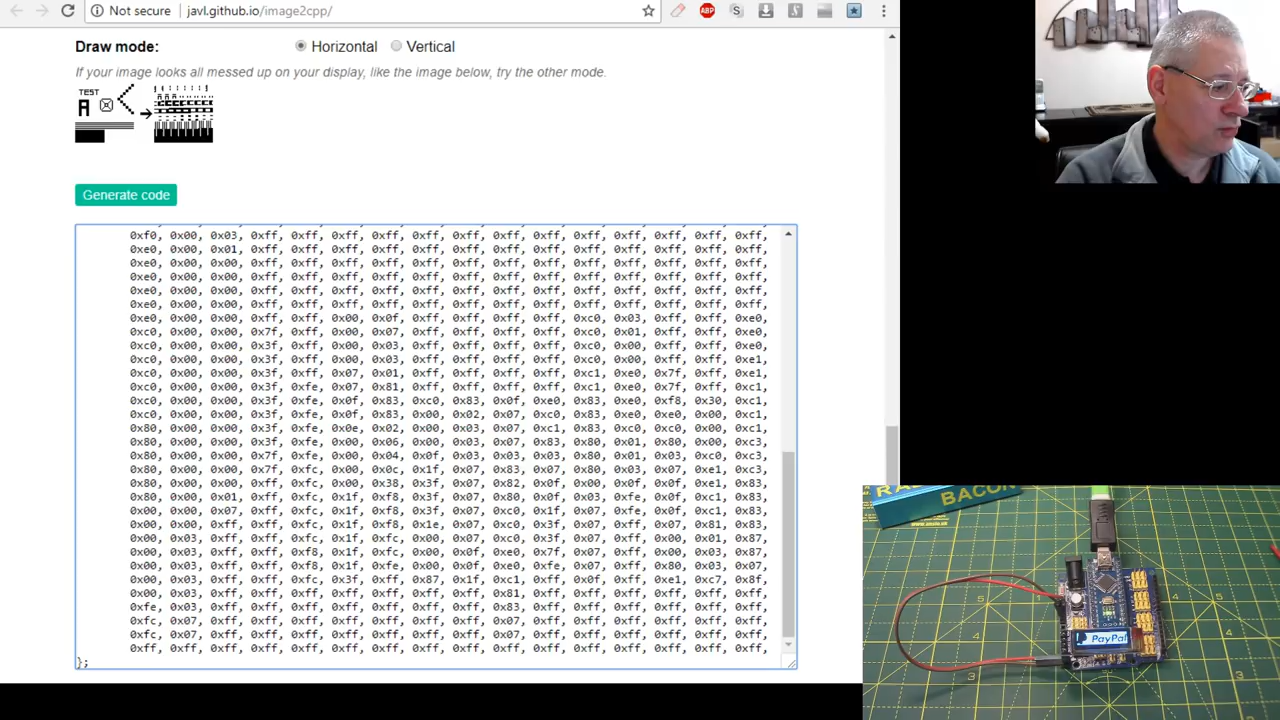 Not secure | javl.github.io/image2cpp/
ABP
S
Draw mode:
Horizontal
Vertical
If your image looks all messed up on your display, like the image below, try the other mode.
TEST
A
Generate code
0xf0, 0x00, 0x03, 0xff, 0xff, 0xff, 0xff, 0xff, 0xff, 0xff, 0xff, 0xff, 0xff, 0xff, 0xff, 0xff,
0xe0, 0x00, 0x01, 0xff, 0xff, 0xff, 0xff, 0xff, 0xff, 0xff, 0xff, 0xff, 0xff, 0xff, 0xff, 0xff,
0xe0, 0x00, 0x00, 0xff, 0xff, 0xff, 0xff, 0xff, 0xff, 0xff, 0xff, 0xff, 0xff, 0xff, 0xff, 0xff,
0xe0, 0x00, 0x00, 0xff, 0xff, 0xff, 0xff, 0xff, 0xff, 0xff, 0xff, 0xff, 0xff, 0xff, 0xff, 0xff,
0xe0, 0x00, 0x00, 0xff, 0xff, 0xff, 0xff, 0xff, 0xff, 0xff, 0xff, 0xff, 0xff, 0xff, 0xff, 0xff,
0xe0, 0x00, 0x00, 0xff, 0xff, 0xff, 0xff, 0xff, 0xff, 0xff, 0xff, 0xff, 0xff, 0xff, 0xff, 0xff,
0xe0, 0x00, 0x00, 0xff, 0xff, 0x00, 0x0f, 0xff, 0xff, 0xff, 0xff, 0xff, 0xc0, 0x03, 0xff, 0xe0,
0xc0, 0x00, 0x00, 0x7f, 0xff, 0x00, 0x07, 0xff, 0xff, 0xff, 0xff, 0xff, 0xc0, 0x01, 0xff, 0xff, 0xe0,
0xc0, 0x00, 0x00, 0x3f, 0xff, 0x00, 0x03, 0xff, 0xff, 0xff, 0xff, 0xc0, 0x00, 0xff, 0xff, 0xe0,
0xc0, 0x00, 0x00, 0x3f, 0xff, 0x00, 0x03, 0xff, 0xff, 0xff, 0xff, 0xc0, 0x00, 0xff, 0xff, 0xe1,
0xc0, 0x00, 0x00, 0x3f, 0xff, 0x07, 0x01, 0xff, 0xff, 0xff, 0xff, 0xc1, 0xe0, 0x7f, 0xff, 0xe1,
0xc0, 0x00, 0x00, 0x3f, 0xfe, 0x07, 0x81, 0xff, 0xff, 0xff, 0xff, 0xc1, 0xe0, 0x7f, 0xff, 0xc1,
0xc0, 0x00, 0x00, 0x3f, 0xfe, 0x0f, 0x83, 0xc0, 0x83, 0x0f, 0xe0, 0x83, 0xe0, 0xf8, 0x30, 0xc1,
0xc0, 0x00, 0x00, 0x3f, 0xfe, 0x0f, 0x83, 0x00, 0x02, 0x07, 0xc0, 0x83, 0xe0, 0xe0, 0x00, 0xc1,
0x80, 0x00, 0x00, 0x3f, 0xfe, 0x0e, 0x02, 0x00, 0x03, 0x07, 0xc1, 0x83, 0xc0, 0xc0, 0x00, 0xc1,
0x80, 0x00, 0x00, 0x3f, 0xfe, 0x00, 0x06, 0x00, 0x03, 0x07, 0x83, 0x80, 0x01, 0x80, 0x00, 0xc3,
0x80, 0x00, 0x00, 0x7f, 0xfe, 0x00, 0x04, 0x0f, 0x03, 0x03, 0x03, 0x80, 0x01, 0x03, 0xc0, 0xc3,
0x80, 0x00, 0x00, 0x7f, 0xfc, 0x00, 0x0c, 0x1f, 0x07, 0x83, 0x07, 0x80, 0x03, 0x07, 0xe1, 0xc3,
0x80, 0x00, 0x00, 0xff, 0xfc, 0x00, 0x38, 0x3f, 0x07, 0x82, 0x0f, 0x00, 0x0f, 0x0f, 0xe1, 0x83,
0x80, 0x00, 0x01, 0xff, 0xfc, 0x1f, 0xf8, 0x3f, 0x07, 0x80, 0x0f, 0x03, 0xfe, 0x0f, 0xc1, 0x83,
0x00, 0x00, 0x07, 0xff, 0xfc, 0x1f, 0xf8, 0x3f, 0x07, 0xc0, 0x1f, 0x07, 0xfe, 0x0f, 0xc1, 0x83,
0x00, 0x00, 0xff, 0xff, 0xfc, 0x1f, 0xf8, 0x1e, 0x07, 0xc0, 0x3f, 0x07, 0xff, 0x07, 0x81, 0x83,
0x00, 0x03, 0xff, 0xff, 0xfc, 0x1f, 0xfc, 0x00, 0x07, 0xc0, 0x3f, 0x07, 0xff, 0x00, 0x01, 0x87,
0x00, 0x03, 0xff, 0xff, 0xf8, 0x1f, 0xfc, 0x00, 0x0f, 0xe0, 0x7f, 0x07, 0xff, 0x00, 0x03, 0x87,
0x00, 0x03, 0xff, 0xff, 0xf8, 0x1f, 0xfe, 0x00, 0x0f, 0xe0, 0xfe, 0x07, 0xff, 0x80, 0x03, 0x07,
0x00, 0x03, 0xff, 0xff, 0xfc, 0x3f, 0xff, 0x87, 0x1f, 0xc1, 0xff, 0x0f, 0xff, 0xe1, 0xc7, 0x8f,
0x00, 0x03, 0xff, 0xff, 0xff, 0xff, 0xff, 0xff, 0xff, 0x81, 0xff, 0xff, 0xff, 0xff, 0xff, 0xff,
0xfe, 0x03, 0xff, 0xff, 0xff, 0xff, 0xff, 0xff, 0xff, 0x83, 0xff, 0xff, 0xff, 0xff, 0xff, 0xff,
0xfc, 0x07, 0xff, 0xff, 0xff, 0xff, 0xff, 0xff, 0xff, 0x07, 0xff, 0xff, 0xff, 0xff, 0xff, 0xff,
0xfc, 0x07, 0xff, 0xff, 0xff, 0xff, 0xff, 0xff, 0xff, 0x07, 0xff, 0xff, 0xff, 0xff, 0xff, 0xff,
0xff, 0xff, 0xff, 0xff, 0xff, 0xff, 0xff, 0xff, 0xff, 0xff, 0xff, 0xff, 0xff, 0xff, 0xff, 0xff,
};
BACON
PayPal
5
5
4
3
3